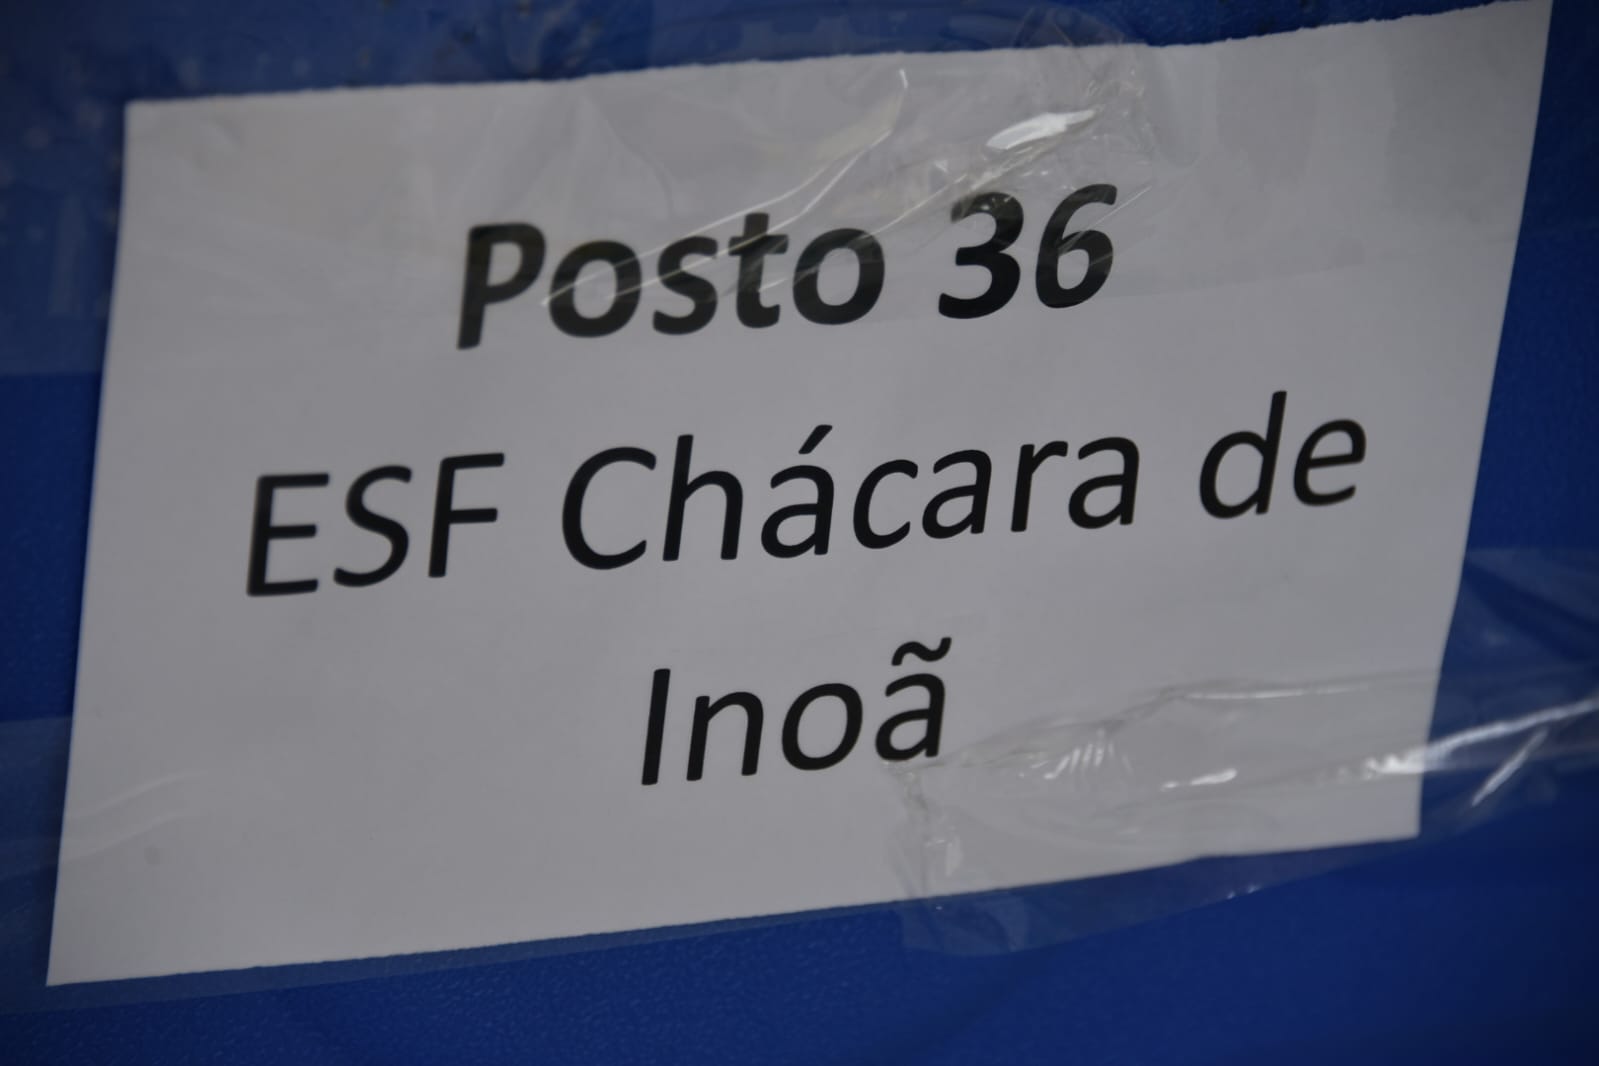 Posto 36
ESF Chácara de
Inoã